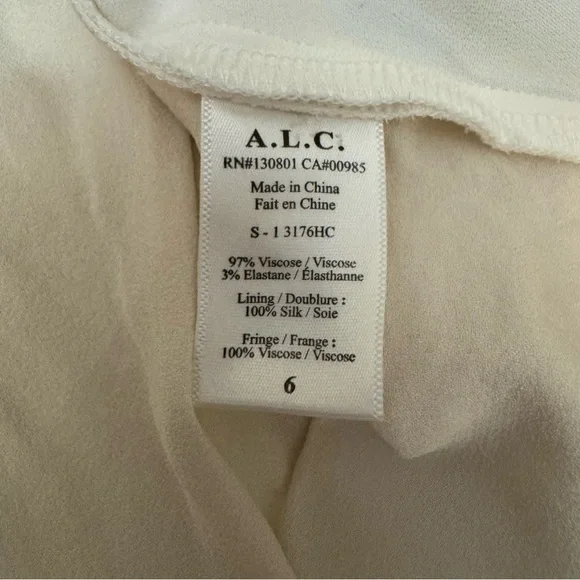 A.L.C.
RN#130801 CA#00985
Made in China
Fait en Chine
S - 1 3176HC
97% Viscose / Viscose
3% Elastane / Élasthanne
Lining / Doublure :
100% Silk / Soie
Fringe / Frange :
100% Viscose / Viscose
6